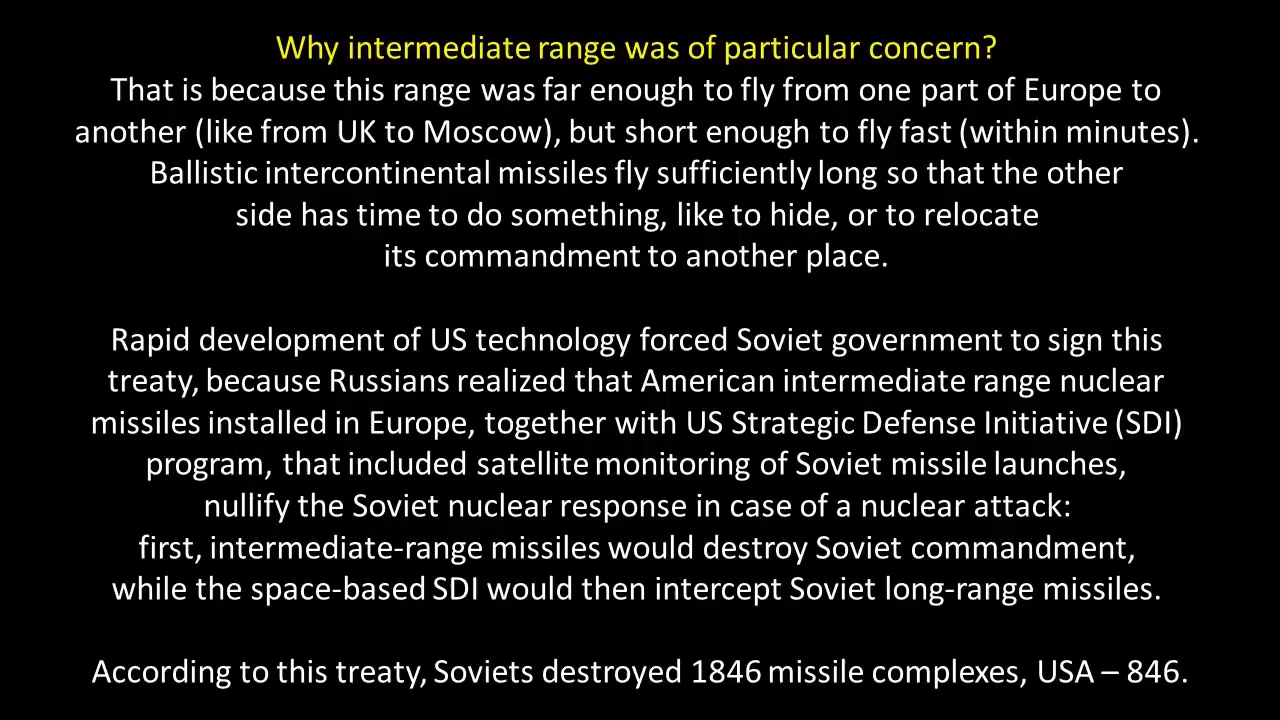 Why intermediate range was of particular concern?
That is because this range was far enough to fly from one part of Europe to
another (like from UK to Moscow), but short enough to fly fast (within minutes).
Ballistic intercontinental missiles fly sufficiently long so that the other
side has time to do something, like to hide, or to relocate
its commandment to another place.
Rapid development of US technology forced Soviet government to sign this
treaty, because Russians realized that American intermediate range nuclear
missiles installed in Europe, together with US Strategic Defense Initiative (SDI)
program, that included satellite monitoring of Soviet missile launches,
nullify the Soviet nuclear response in case of a nuclear attack:
first, intermediate-range missiles would destroy Soviet commandment,
while the space-based SDI would then intercept Soviet long-range missiles.
According to this treaty, Soviets destroyed 1846 missile complexes, USA – 846.